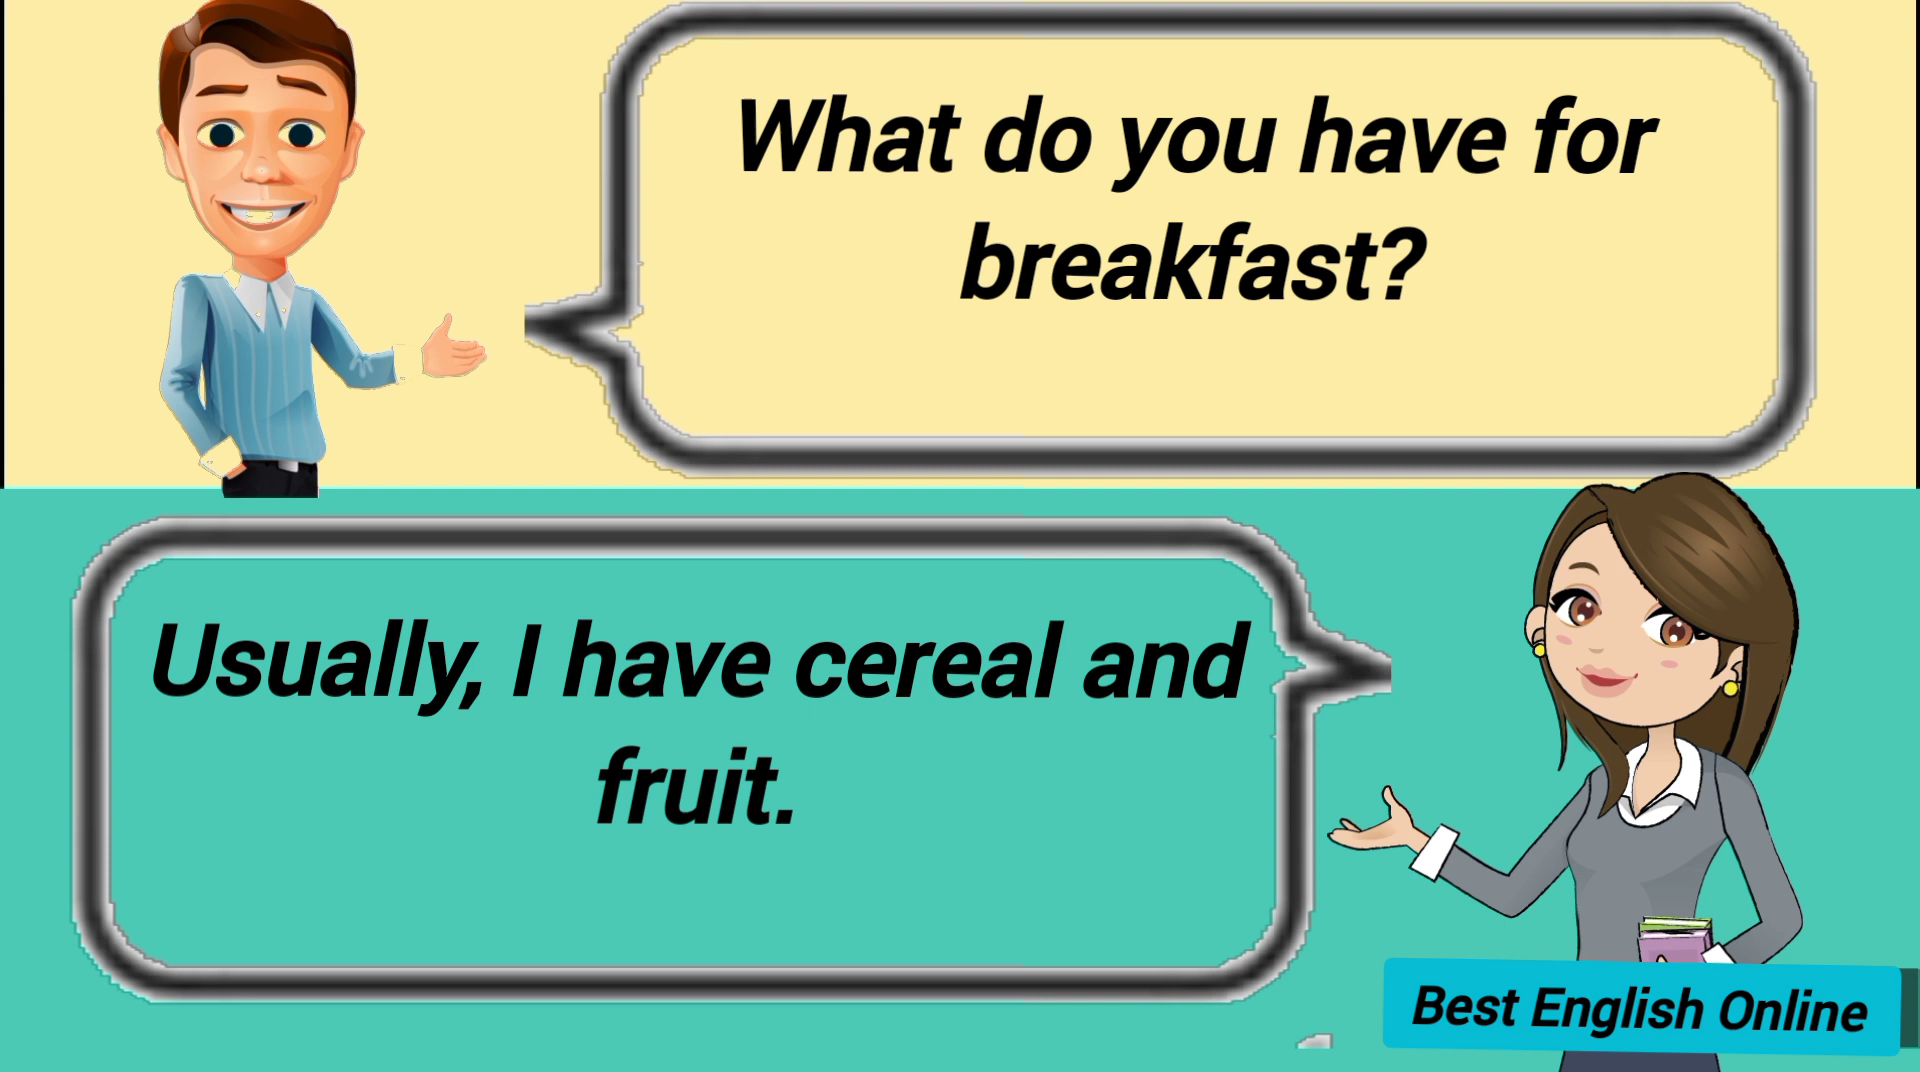 What do you have for
breakfast?
Usually, I have cereal and
fruit.
Best English Online